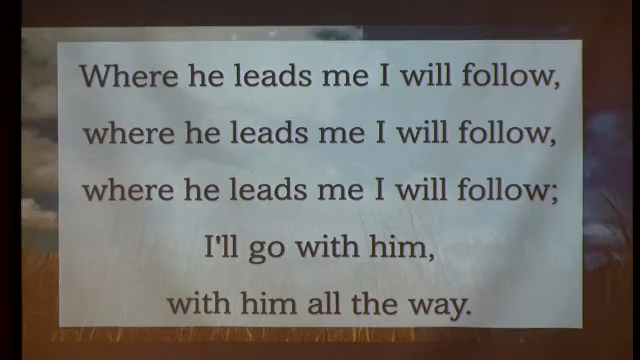 Where he leads me I will follow,
where he leads me I will follow,
where he leads me I will follow;
I'll go with him,
with him all the way.